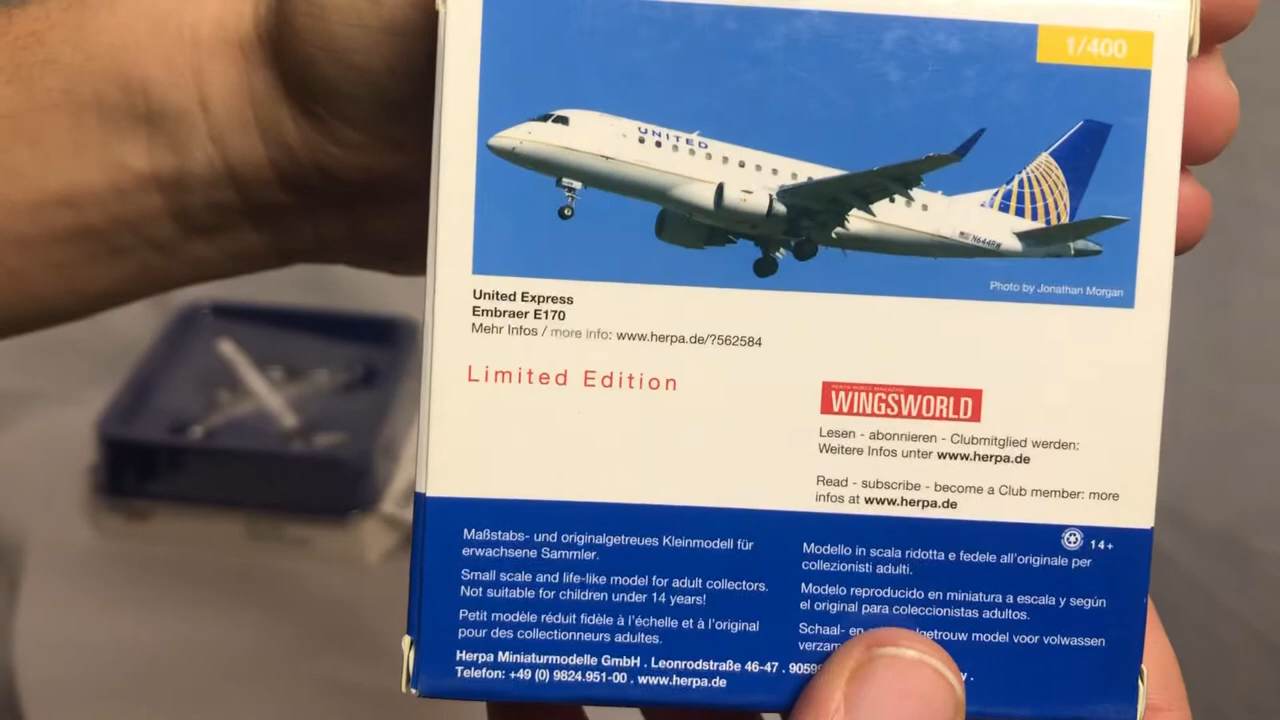 1/400
UNITED
N644RW
Photo by Jonathan Morgan
United Express
Embraer E170
Mehr Infos / more info: www.herpa.de/?562584
Limited Edition
WINGSWORLD
Lesen - abonnieren - Clubmitglied werden:
Weitere Infos unter www.herpa.de
Read - subscribe - become a Club member: more
infos at www.herpa.de
14+
Maßstabs- und originalgetreues Kleinmodell für
erwachsene Sammler.
Small scale and life-like model for adult collectors.
Not suitable for children under 14 years!
Petit modèle réduit fidèle à l'échelle et à l'original
pour des collectionneurs adultes.
Modello in scala ridotta e fedele all'originale per
collezionisti adulti.
Modelo reproducido en miniatura a escala y según
el original para coleccionistas adultos.
Schaal- en model voor volwassen
Herpa Miniaturmodelle GmbH . Leonrodstraße 46-47 .
Telefon: +49 (0) 9824.951-00 . www.herpa.de